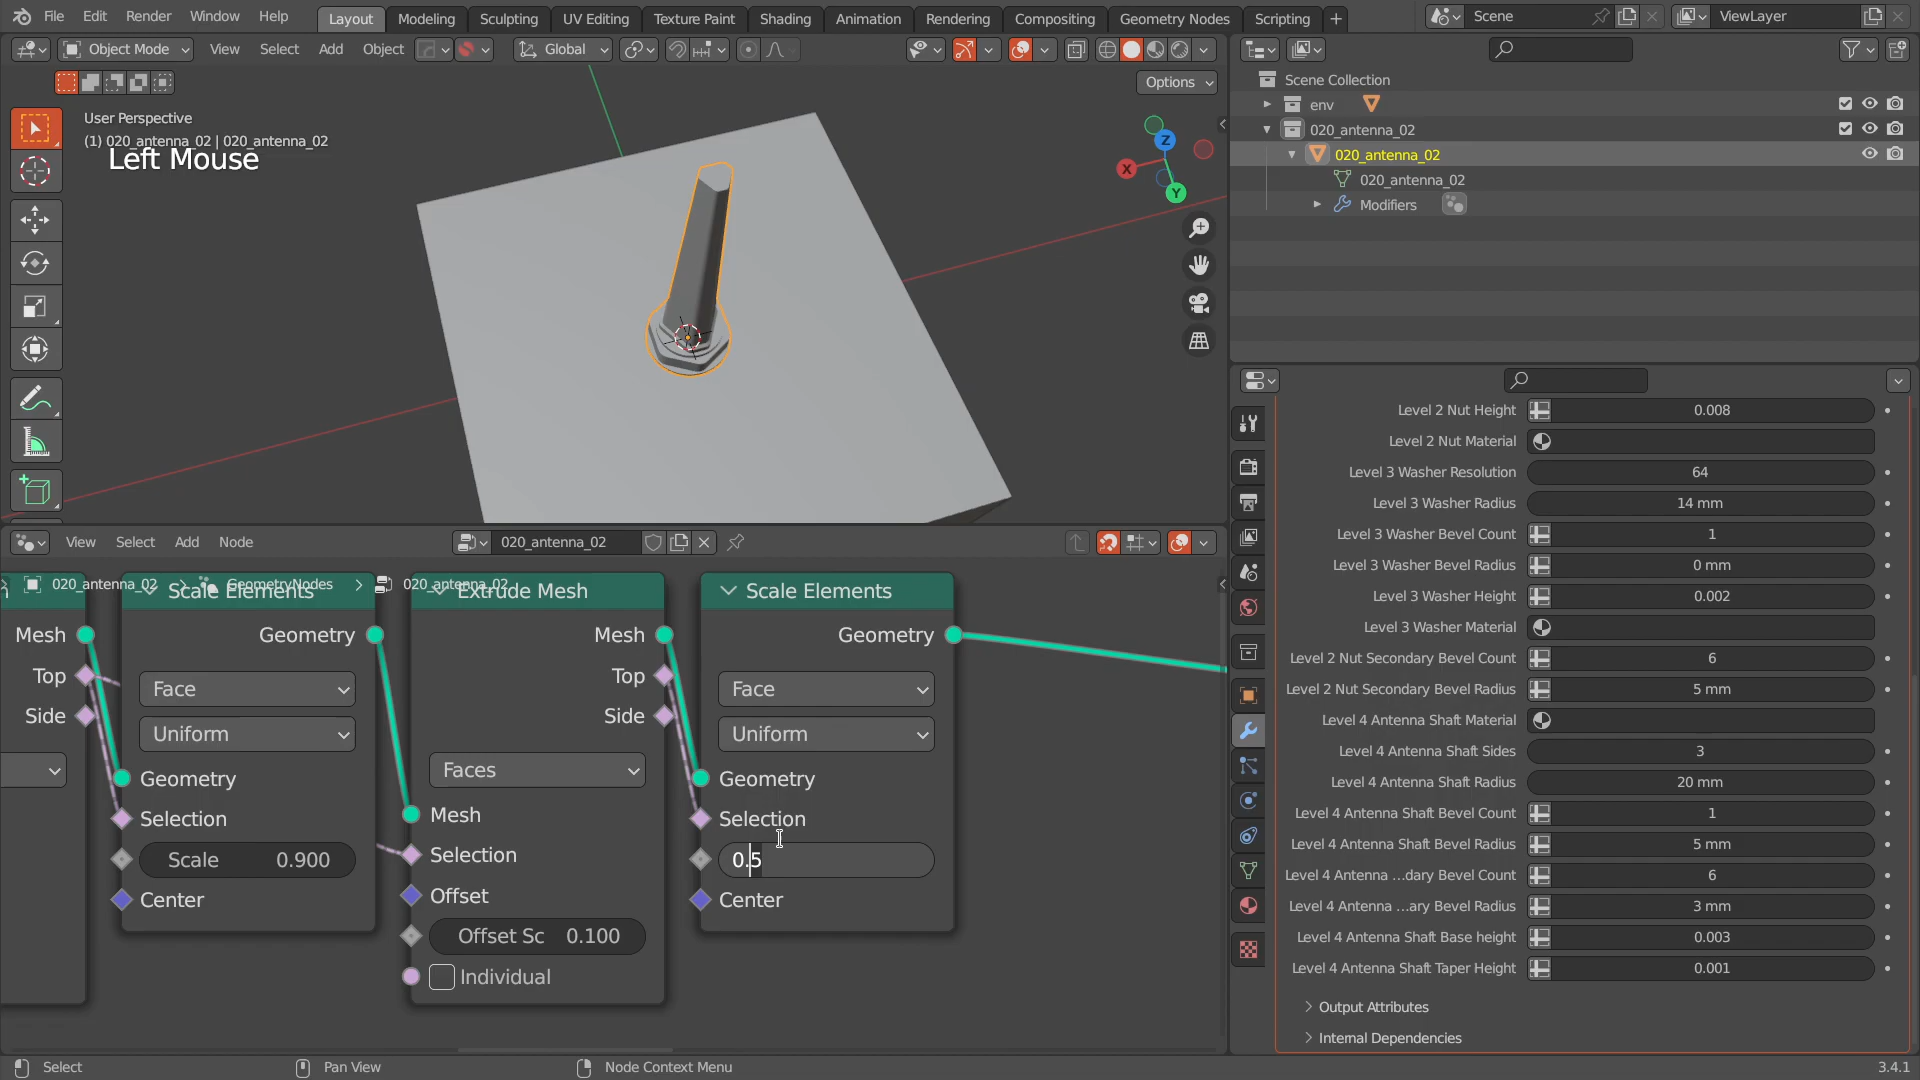 File Edit Render Window Help Layout Modeling Sculpting UV Editing Texture Paint Shading Animation Rendering Compositing Geometry Nodes Scripting + Scene ViewLayer
Object Mode View Select Add Object Global
Options
User Perspective
(1) 020_antenna_02 | 020_antenna_02
Left Mouse
X
Y
Z
Scene Collection
env
020_antenna_02
020_antenna_02
020_antenna_02
Modifiers
Level 2 Nut Height 0.008
Level 2 Nut Material
Level 3 Washer Resolution 64
Level 3 Washer Radius 14 mm
Level 3 Washer Bevel Count 1
Level 3 Washer Bevel Radius 0 mm
Level 3 Washer Height 0.002
Level 3 Washer Material
Level 2 Nut Secondary Bevel Count 6
Level 2 Nut Secondary Bevel Radius 5 mm
Level 4 Antenna Shaft Material
Level 4 Antenna Shaft Sides 3
Level 4 Antenna Shaft Radius 20 mm
Level 4 Antenna Shaft Bevel Count 1
Level 4 Antenna Shaft Bevel Radius 5 mm
Level 4 Antenna ...dary Bevel Count 6
Level 4 Antenna ...ary Bevel Radius 3 mm
Level 4 Antenna Shaft Base height 0.003
Level 4 Antenna Shaft Taper Height 0.001
Output Attributes
Internal Dependencies
View Select Add Node 020_antenna_02
020_antenna_02 GeometryNodes 020_antenna_02
Mesh
Top
Side
Scale Elements
Geometry
Face
Uniform
Geometry
Selection
Scale 0.900
Center
Extrude Mesh
Mesh
Top
Side
Faces
Mesh
Selection
Offset
Offset Sc 0.100
Individual
Scale Elements
Geometry
Face
Uniform
Geometry
Selection
0.5
Center
Select Pan View Node Context Menu 3.4.1